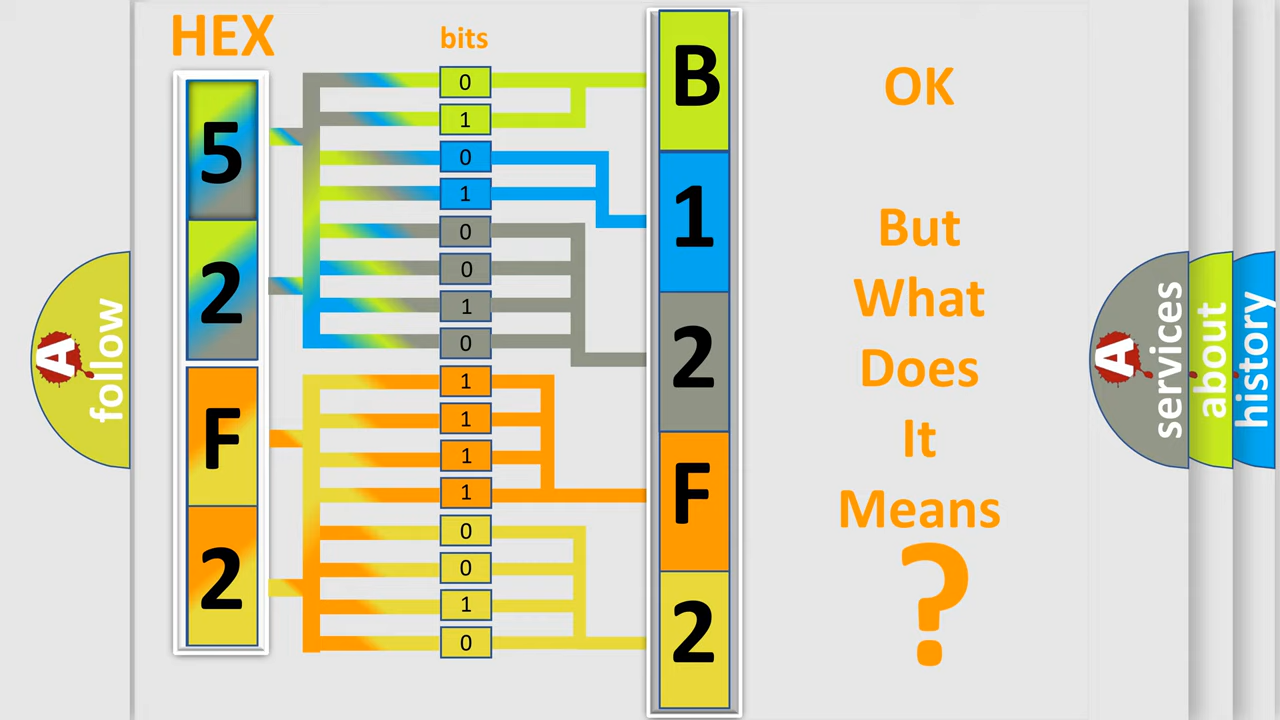 HEX
bits
5
2
F
2
0
1
0
1
0
0
1
0
1
1
1
1
0
0
1
0
B
1
2
F
2
OK
But
What
Does
It
Means
?
A
follow
A
services
about
history